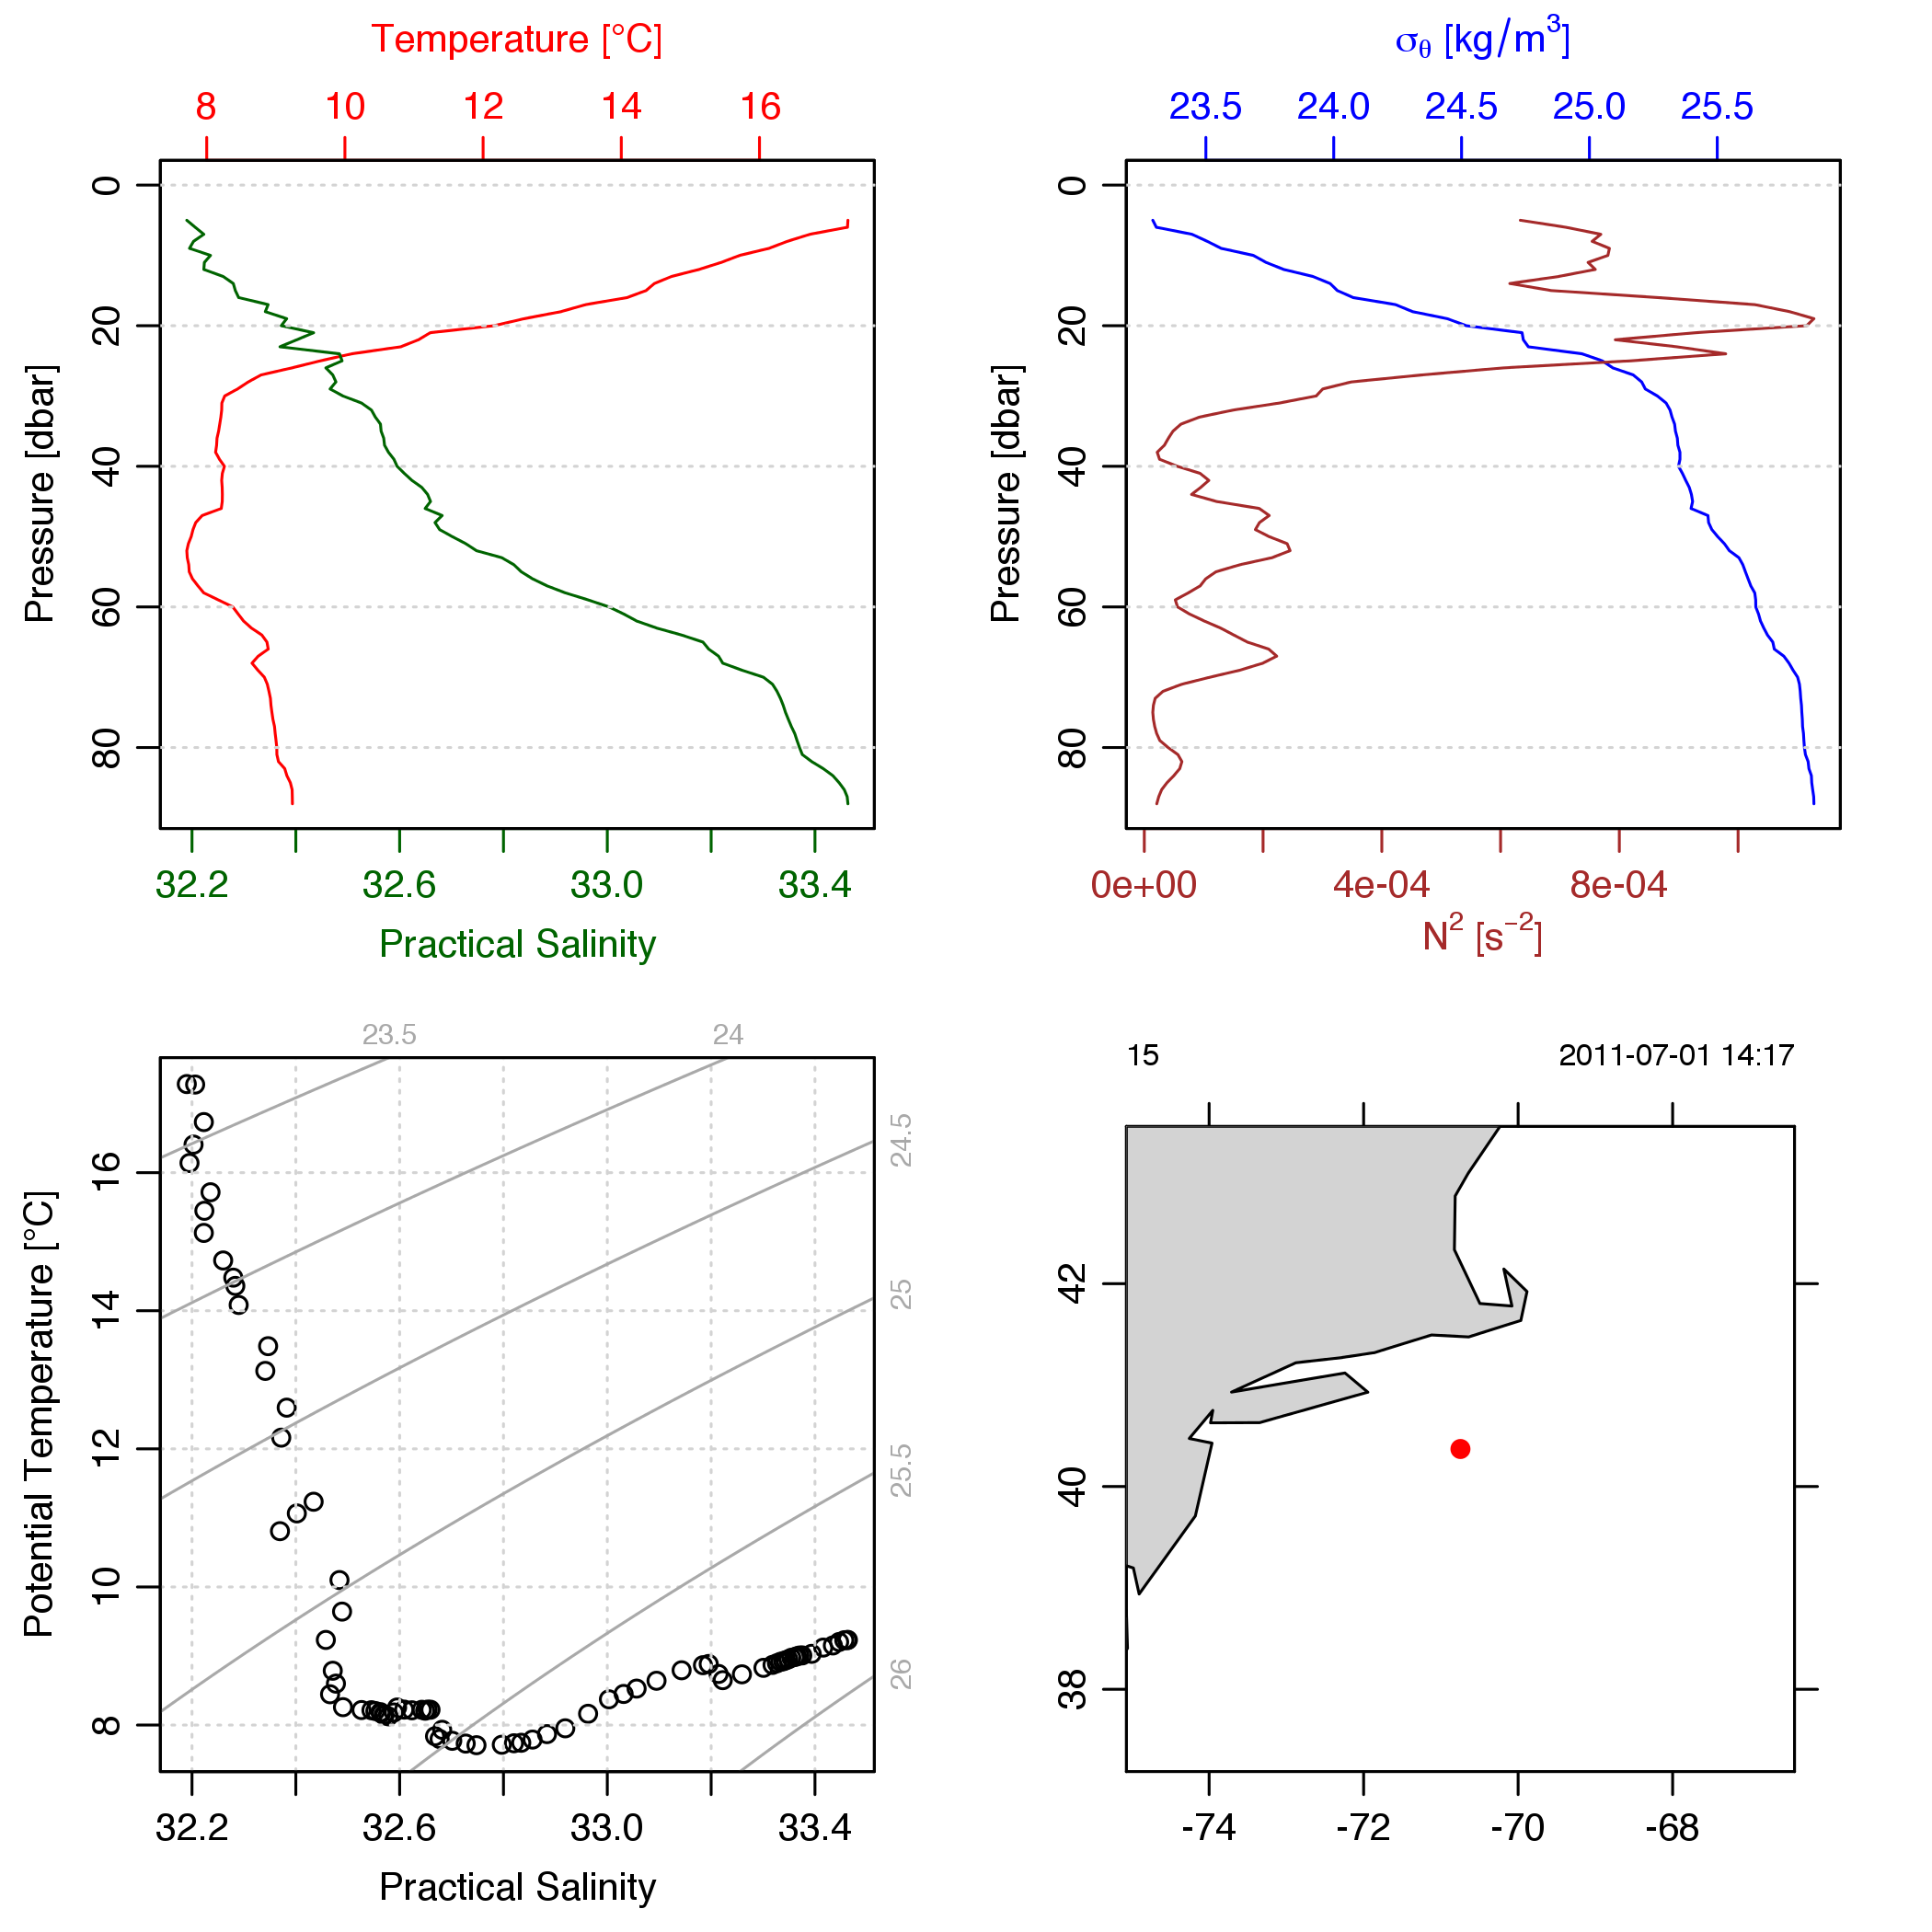 Temperature [°C]
8 10 12 14 16
Pressure [dbar]
0
20
40
60
80
32.2 32.6 33.0 33.4
Practical Salinity
σθ [kg/m³]
23.5 24.0 24.5 25.0 25.5
Pressure [dbar]
0
20
40
60
80
0e+00 4e-04 8e-04
N² [s⁻²]
23.5 24
Potential Temperature [°C]
16
14
12
10
8
24.5
25
25.5
26
32.2 32.6 33.0 33.4
Practical Salinity
15 2011-07-01 14:17
42
40
38
-74 -72 -70 -68